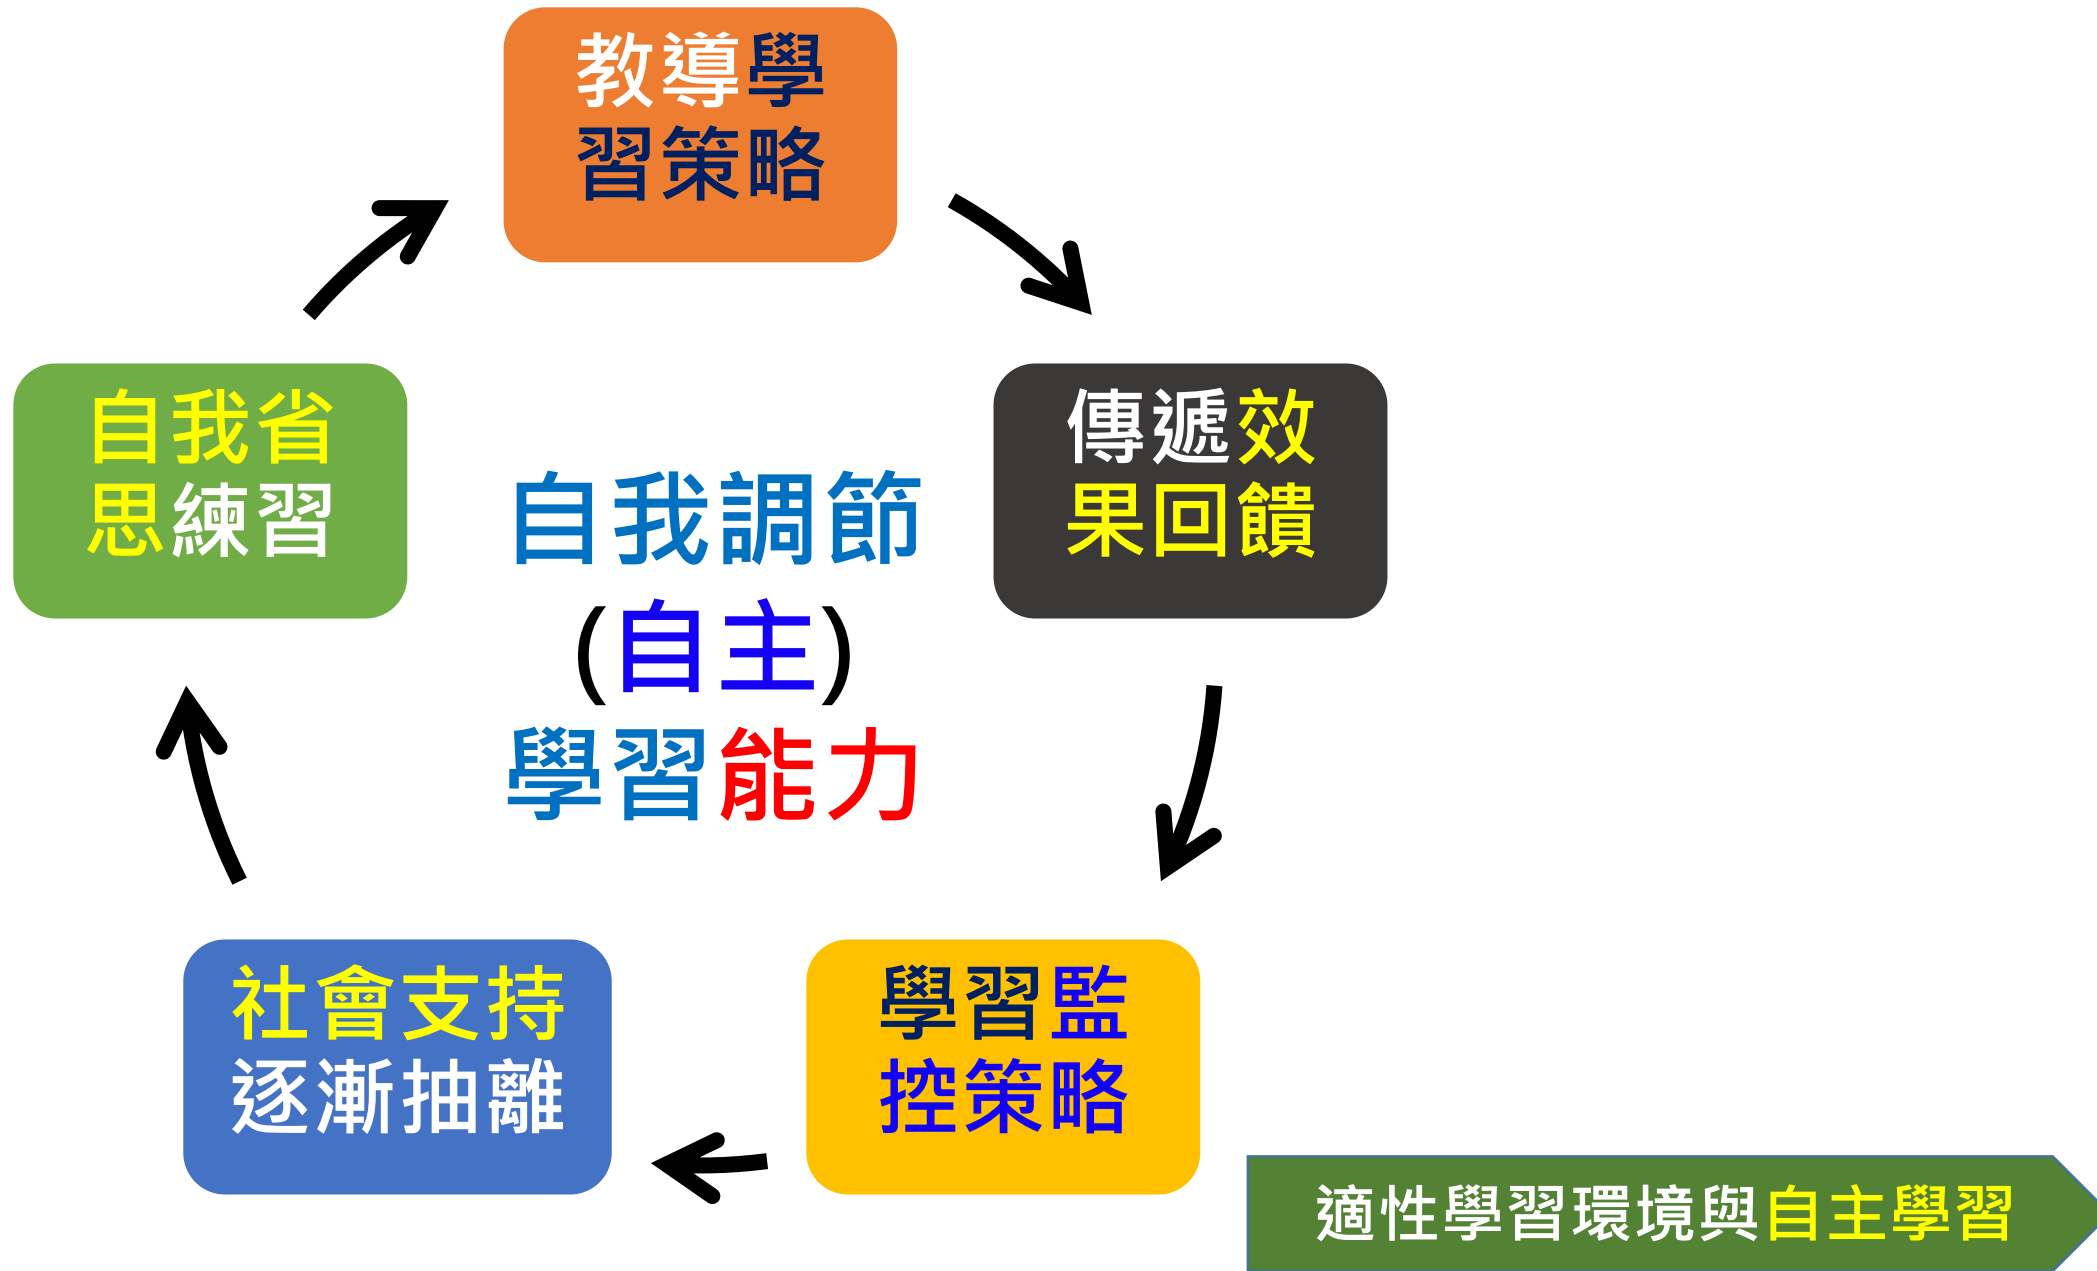 教導學
習策略
傳遞效
果回饋
學習監
控策略
社會支持
逐漸抽離
自我省
思練習
自我調節
(自主)
學習能力
適性學習環境與自主學習